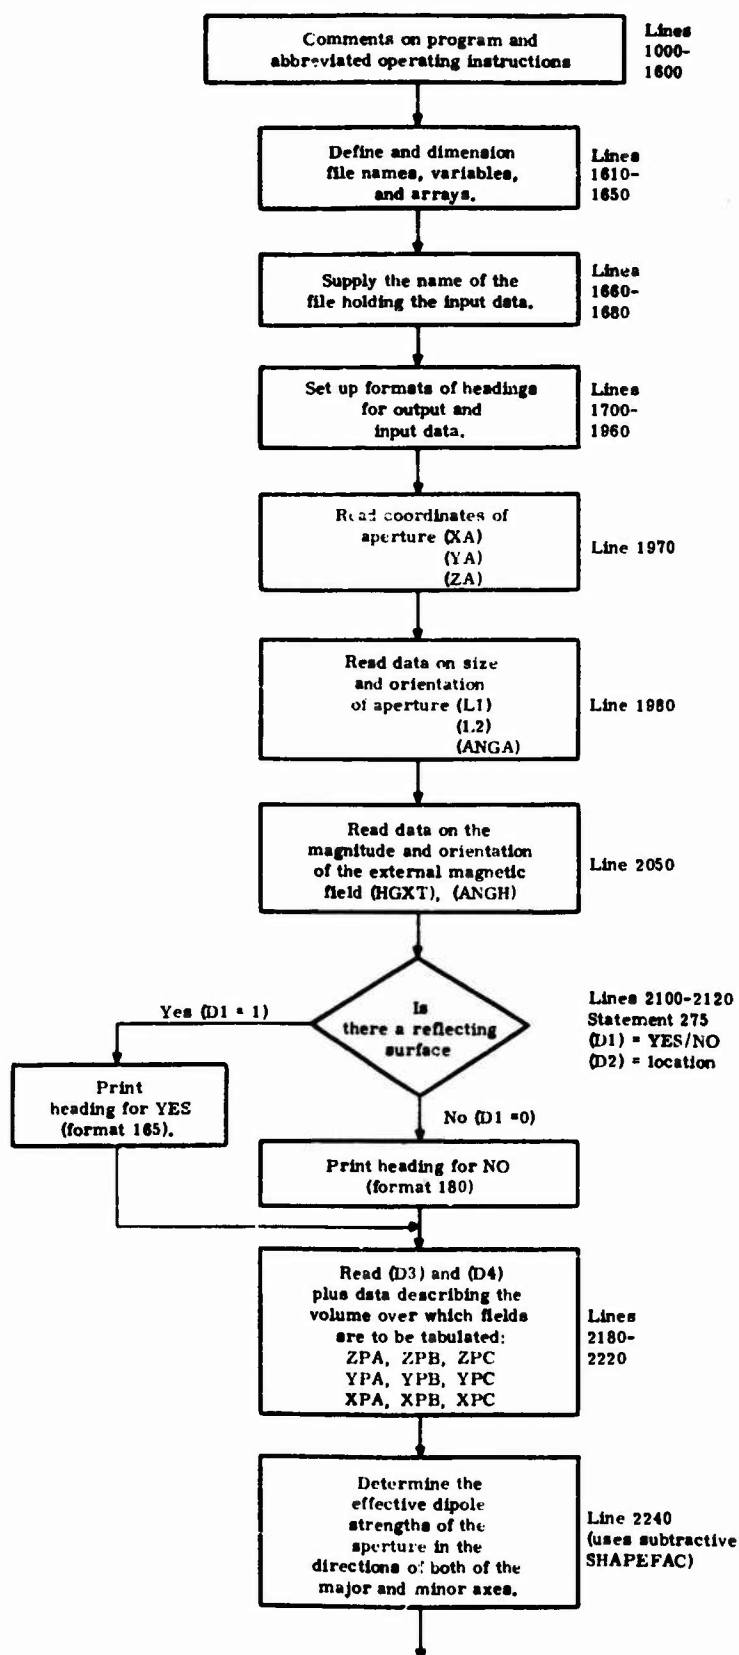 Comments on program and
abbreviated operating instructions
Lines
1000-
1600
Define and dimension
file names, variables,
and arrays.
Lines
1610-
1650
Supply the name of the
file holding the input data.
Lines
1660-
1680
Set up formats of headings
for output and
input data.
Lines
1700-
1960
Read coordinates of
aperture (XA)
(YA)
(ZA)
Line 1970
Read data on size
and orientation
of aperture (L1)
(L2)
(ANGA)
Line 1980
Read data on the
magnitude and orientation
of the external magnetic
field (HGXT), (ANGH)
Line 2050
Is
there a reflecting
surface
Lines 2100-2120
Statement 275
(D1) = YES/NO
(D2) = location
Yes (D1 = 1)
Print
heading for YES
(format 165).
No (D1 =0)
Print heading for NO
(format 180)
Read (D3) and (D4)
plus data describing the
volume over which fields
are to be tabulated:
ZPA, ZPB, ZPC
YPA, YPB, YPC
XPA, XPB, XPC
Lines
2180-
2220
Determine the
effective dipole
strengths of the
aperture in the
directions of both of the
major and minor axes.
Line 2240
(uses subtractive
SHAPEFAC)